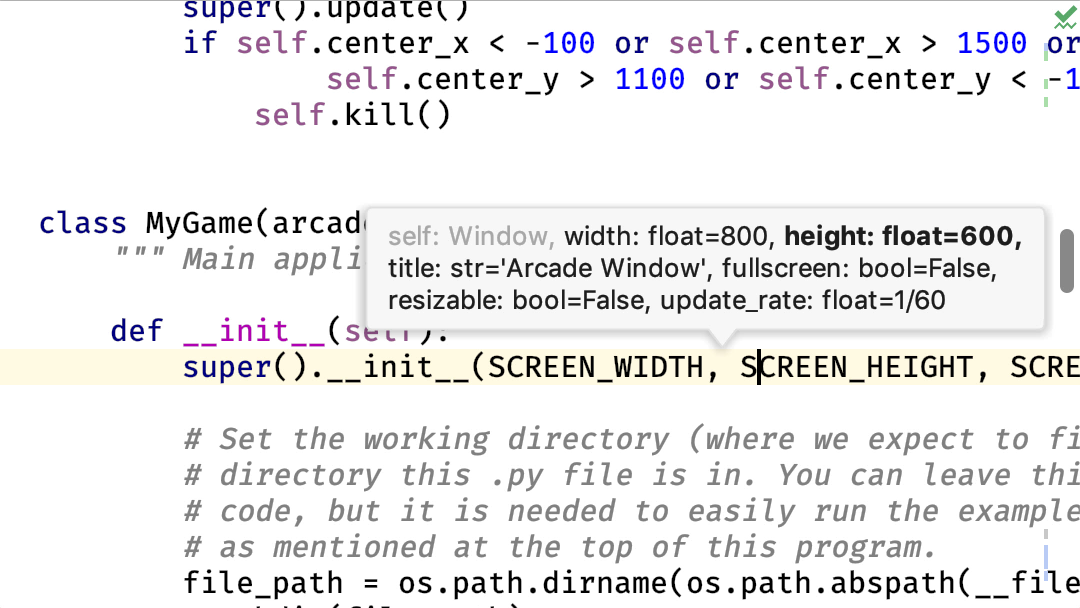 super().update()
if self.center_x < -100 or self.center_x > 1500 or
self.center_y > 1100 or self.center_y < -1
self.kill()
class MyGame(arcade
self: Window, width: float=800, height: float=600,
""" Main appli
title: str='Arcade Window', fullscreen: bool=False,
resizable: bool=False, update_rate: float=1/60
def __init__(self):
super().__init__(SCREEN_WIDTH, SCREEN_HEIGHT, SCRE
# Set the working directory (where we expect to fi
# directory this .py file is in. You can leave thi
# code, but it is needed to easily run the example
# as mentioned at the top of this program.
file_path = os.path.dirname(os.path.abspath(__file